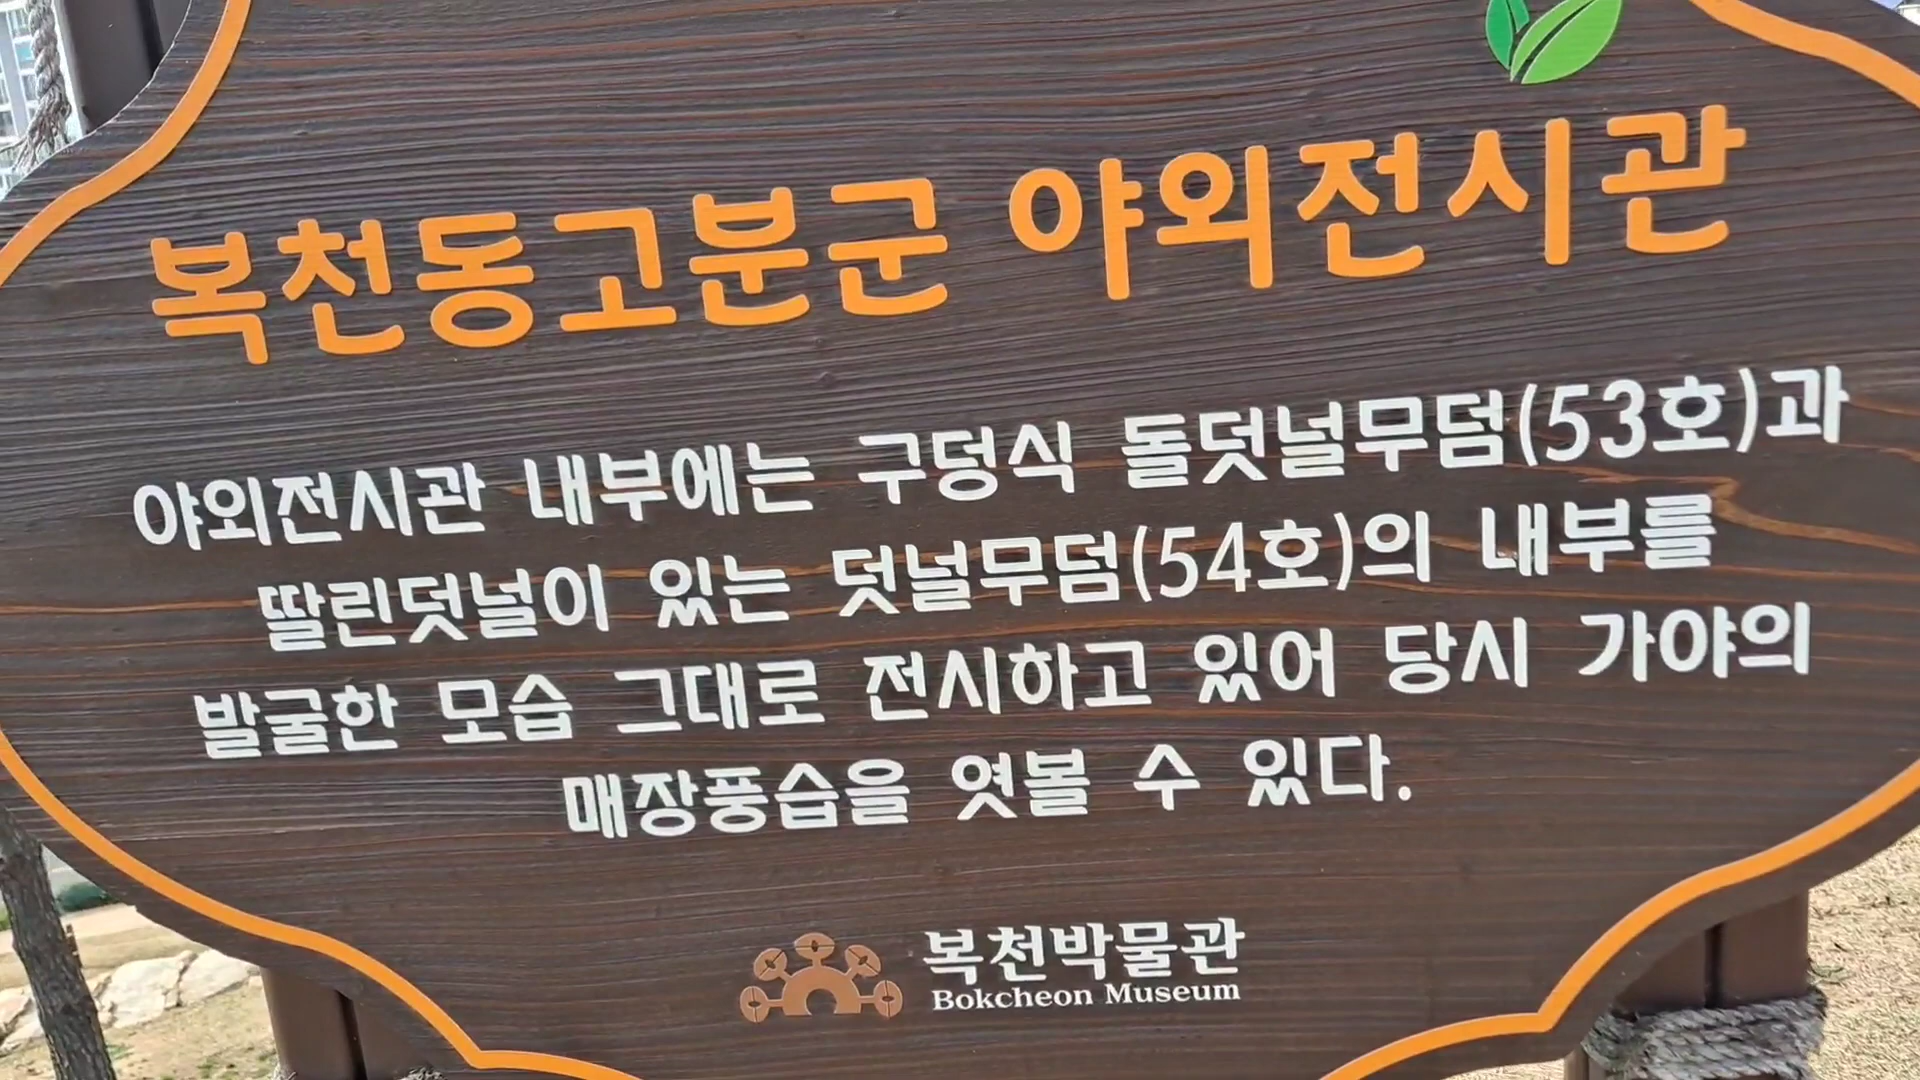 복천동고분군 야외전시관
야외전시관 내부에는 구덩식 돌덧널무덤(53호)과
딸린덧널이 있는 덧널무덤(54호)의 내부를
발굴한 모습 그대로 전시하고 있어 당시 가야의
매장풍습을 엿볼 수 있다.
복천박물관
Bokcheon Museum